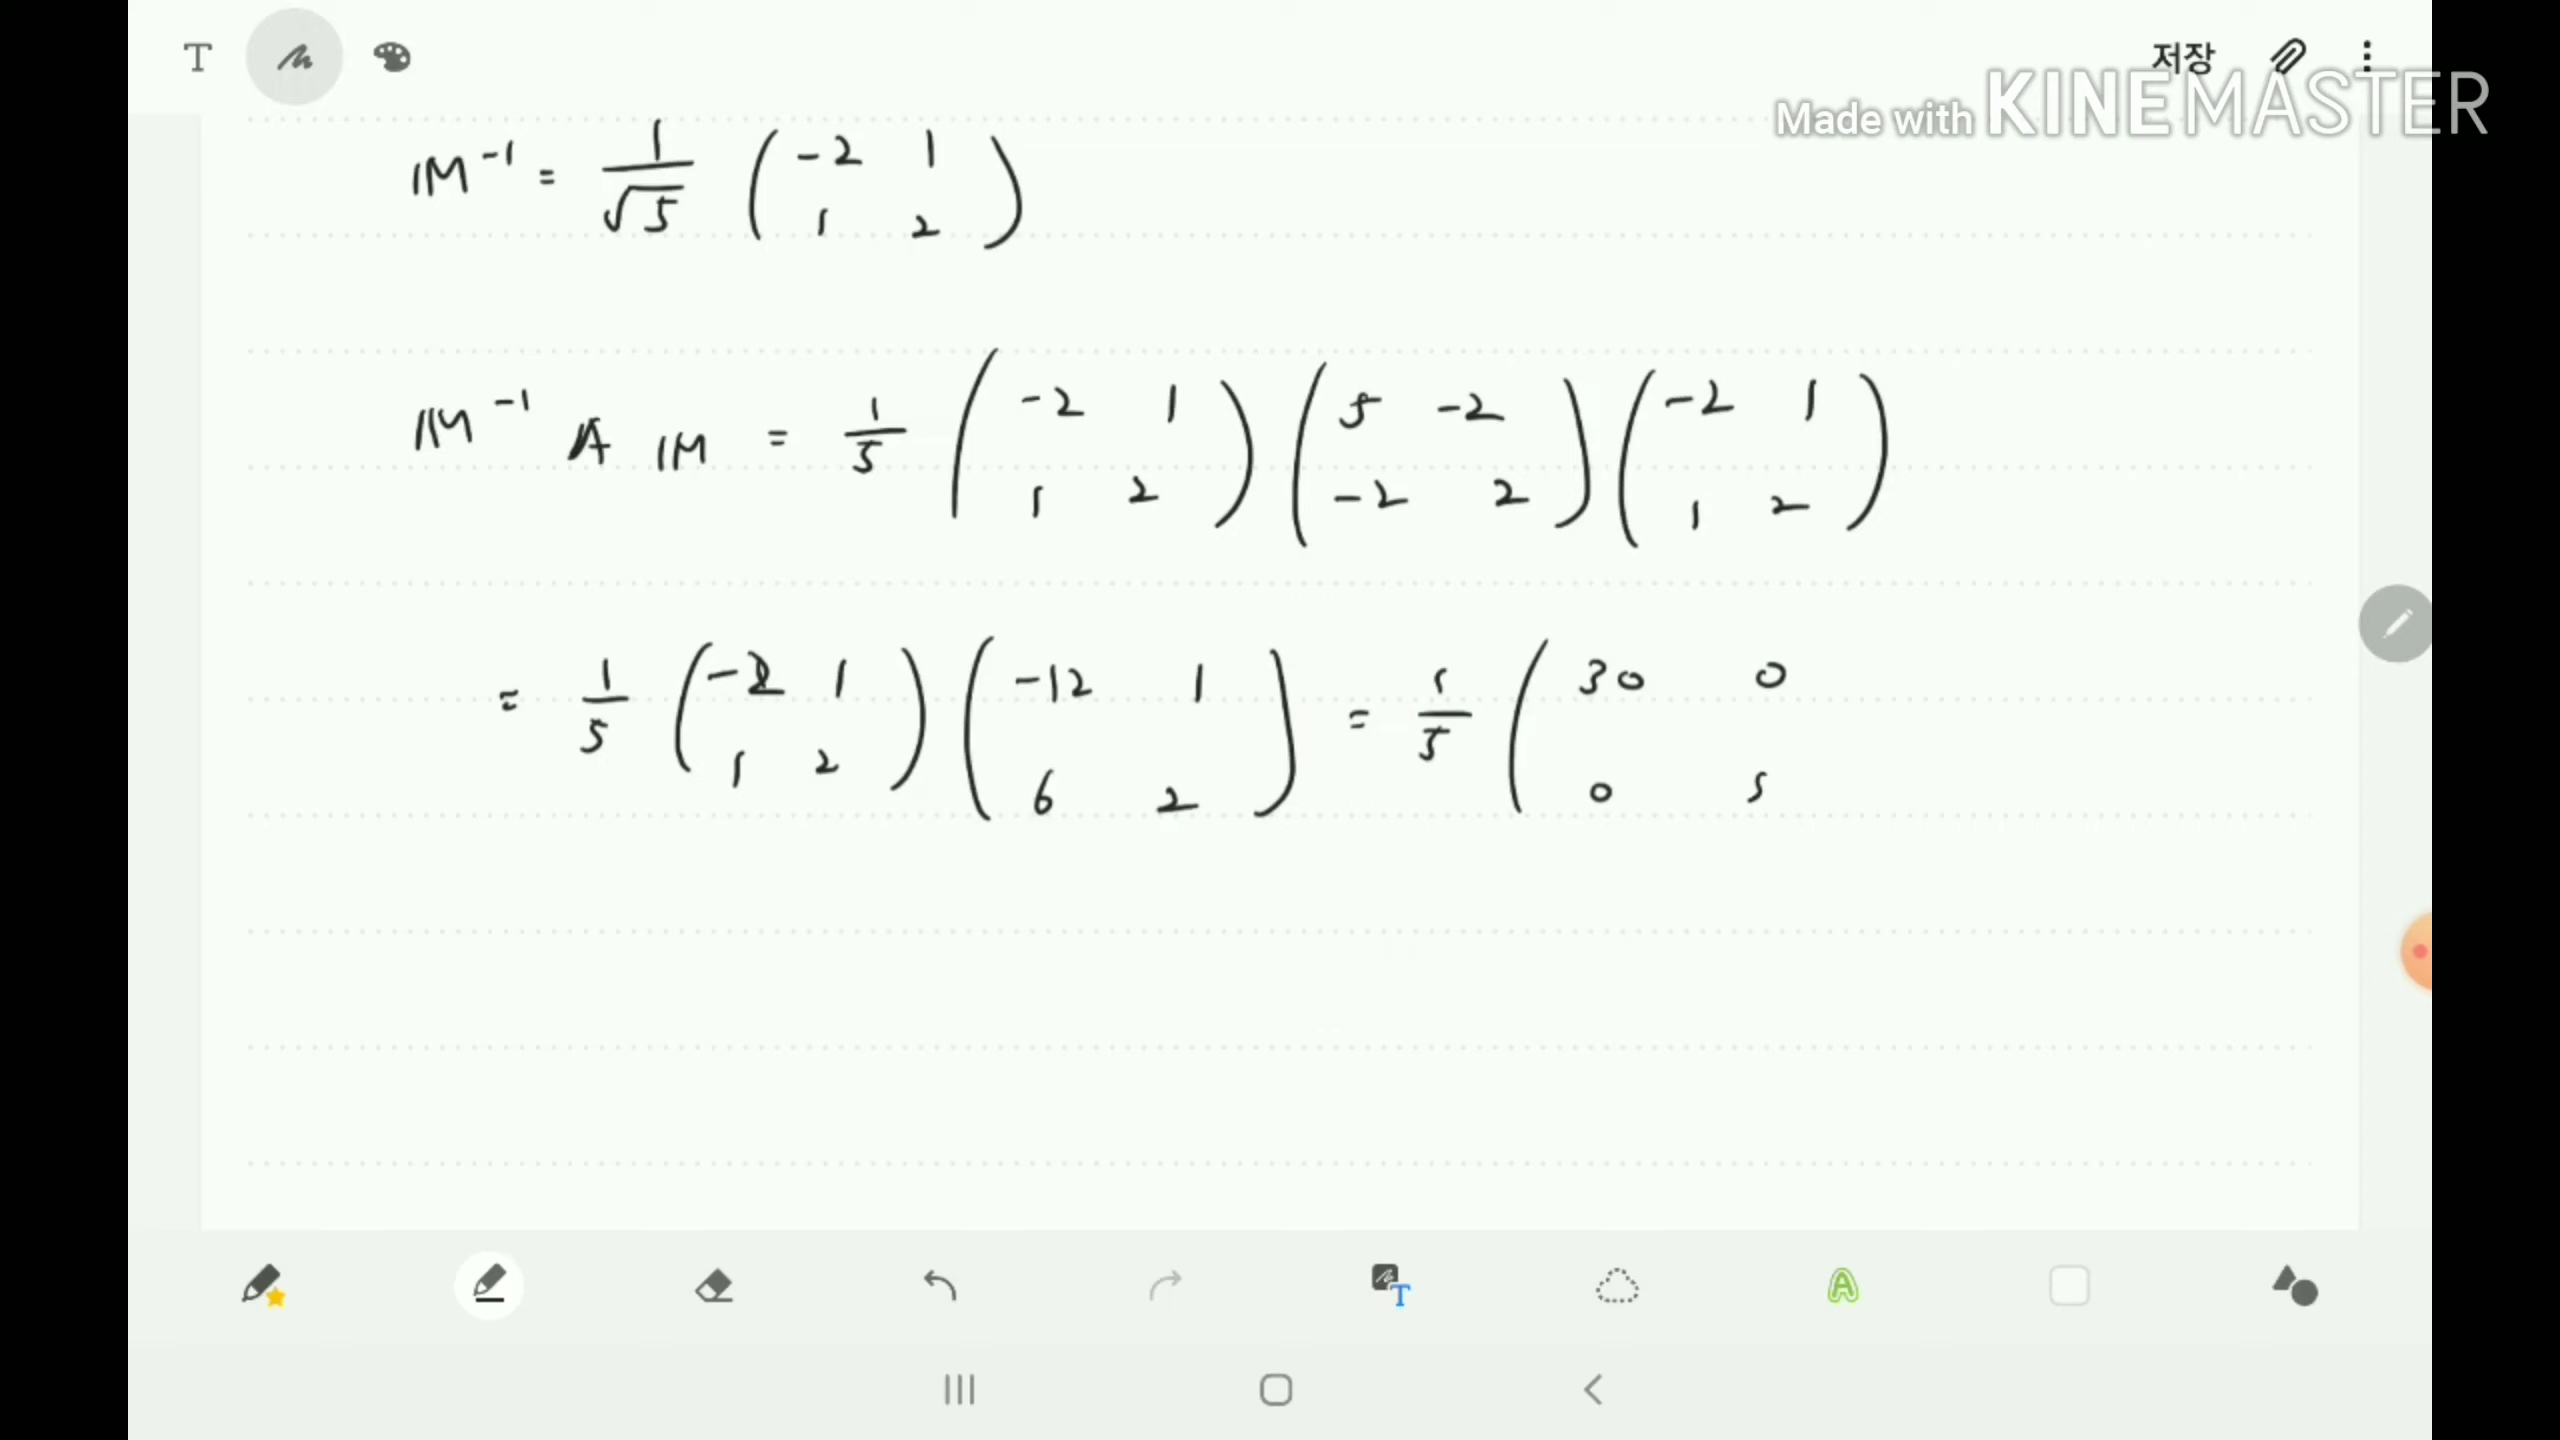 T 저장
Made with KINEMASTER
M⁻¹ = 1/√5 (-2 1
1 2)
M⁻¹ A M = 1/5 (-2 1
1 2) (5 -2
-2 2) (-2 1
1 2)
= 1/5 (-2 1
1 2) (-12 1
6 2) = 1/5 (30 0
0 5